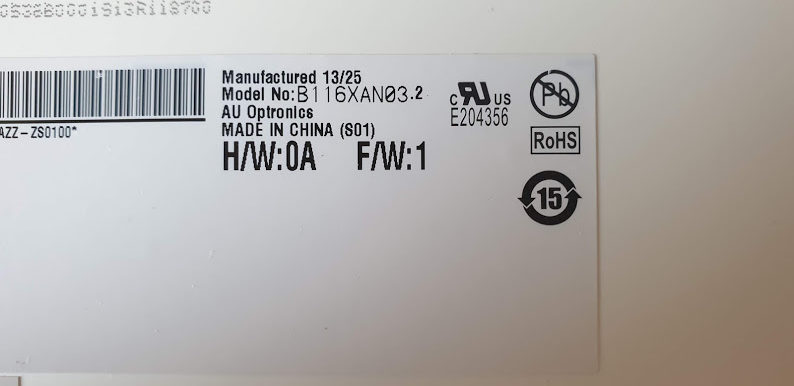 Manufactured 13/25
Model No:B116XAN03.2
AU Optronics
MADE IN CHINA (S01)
H/W:0A F/W:1
AZZ-ZS0100*
c RU US
E204356
Pb
RoHS
15